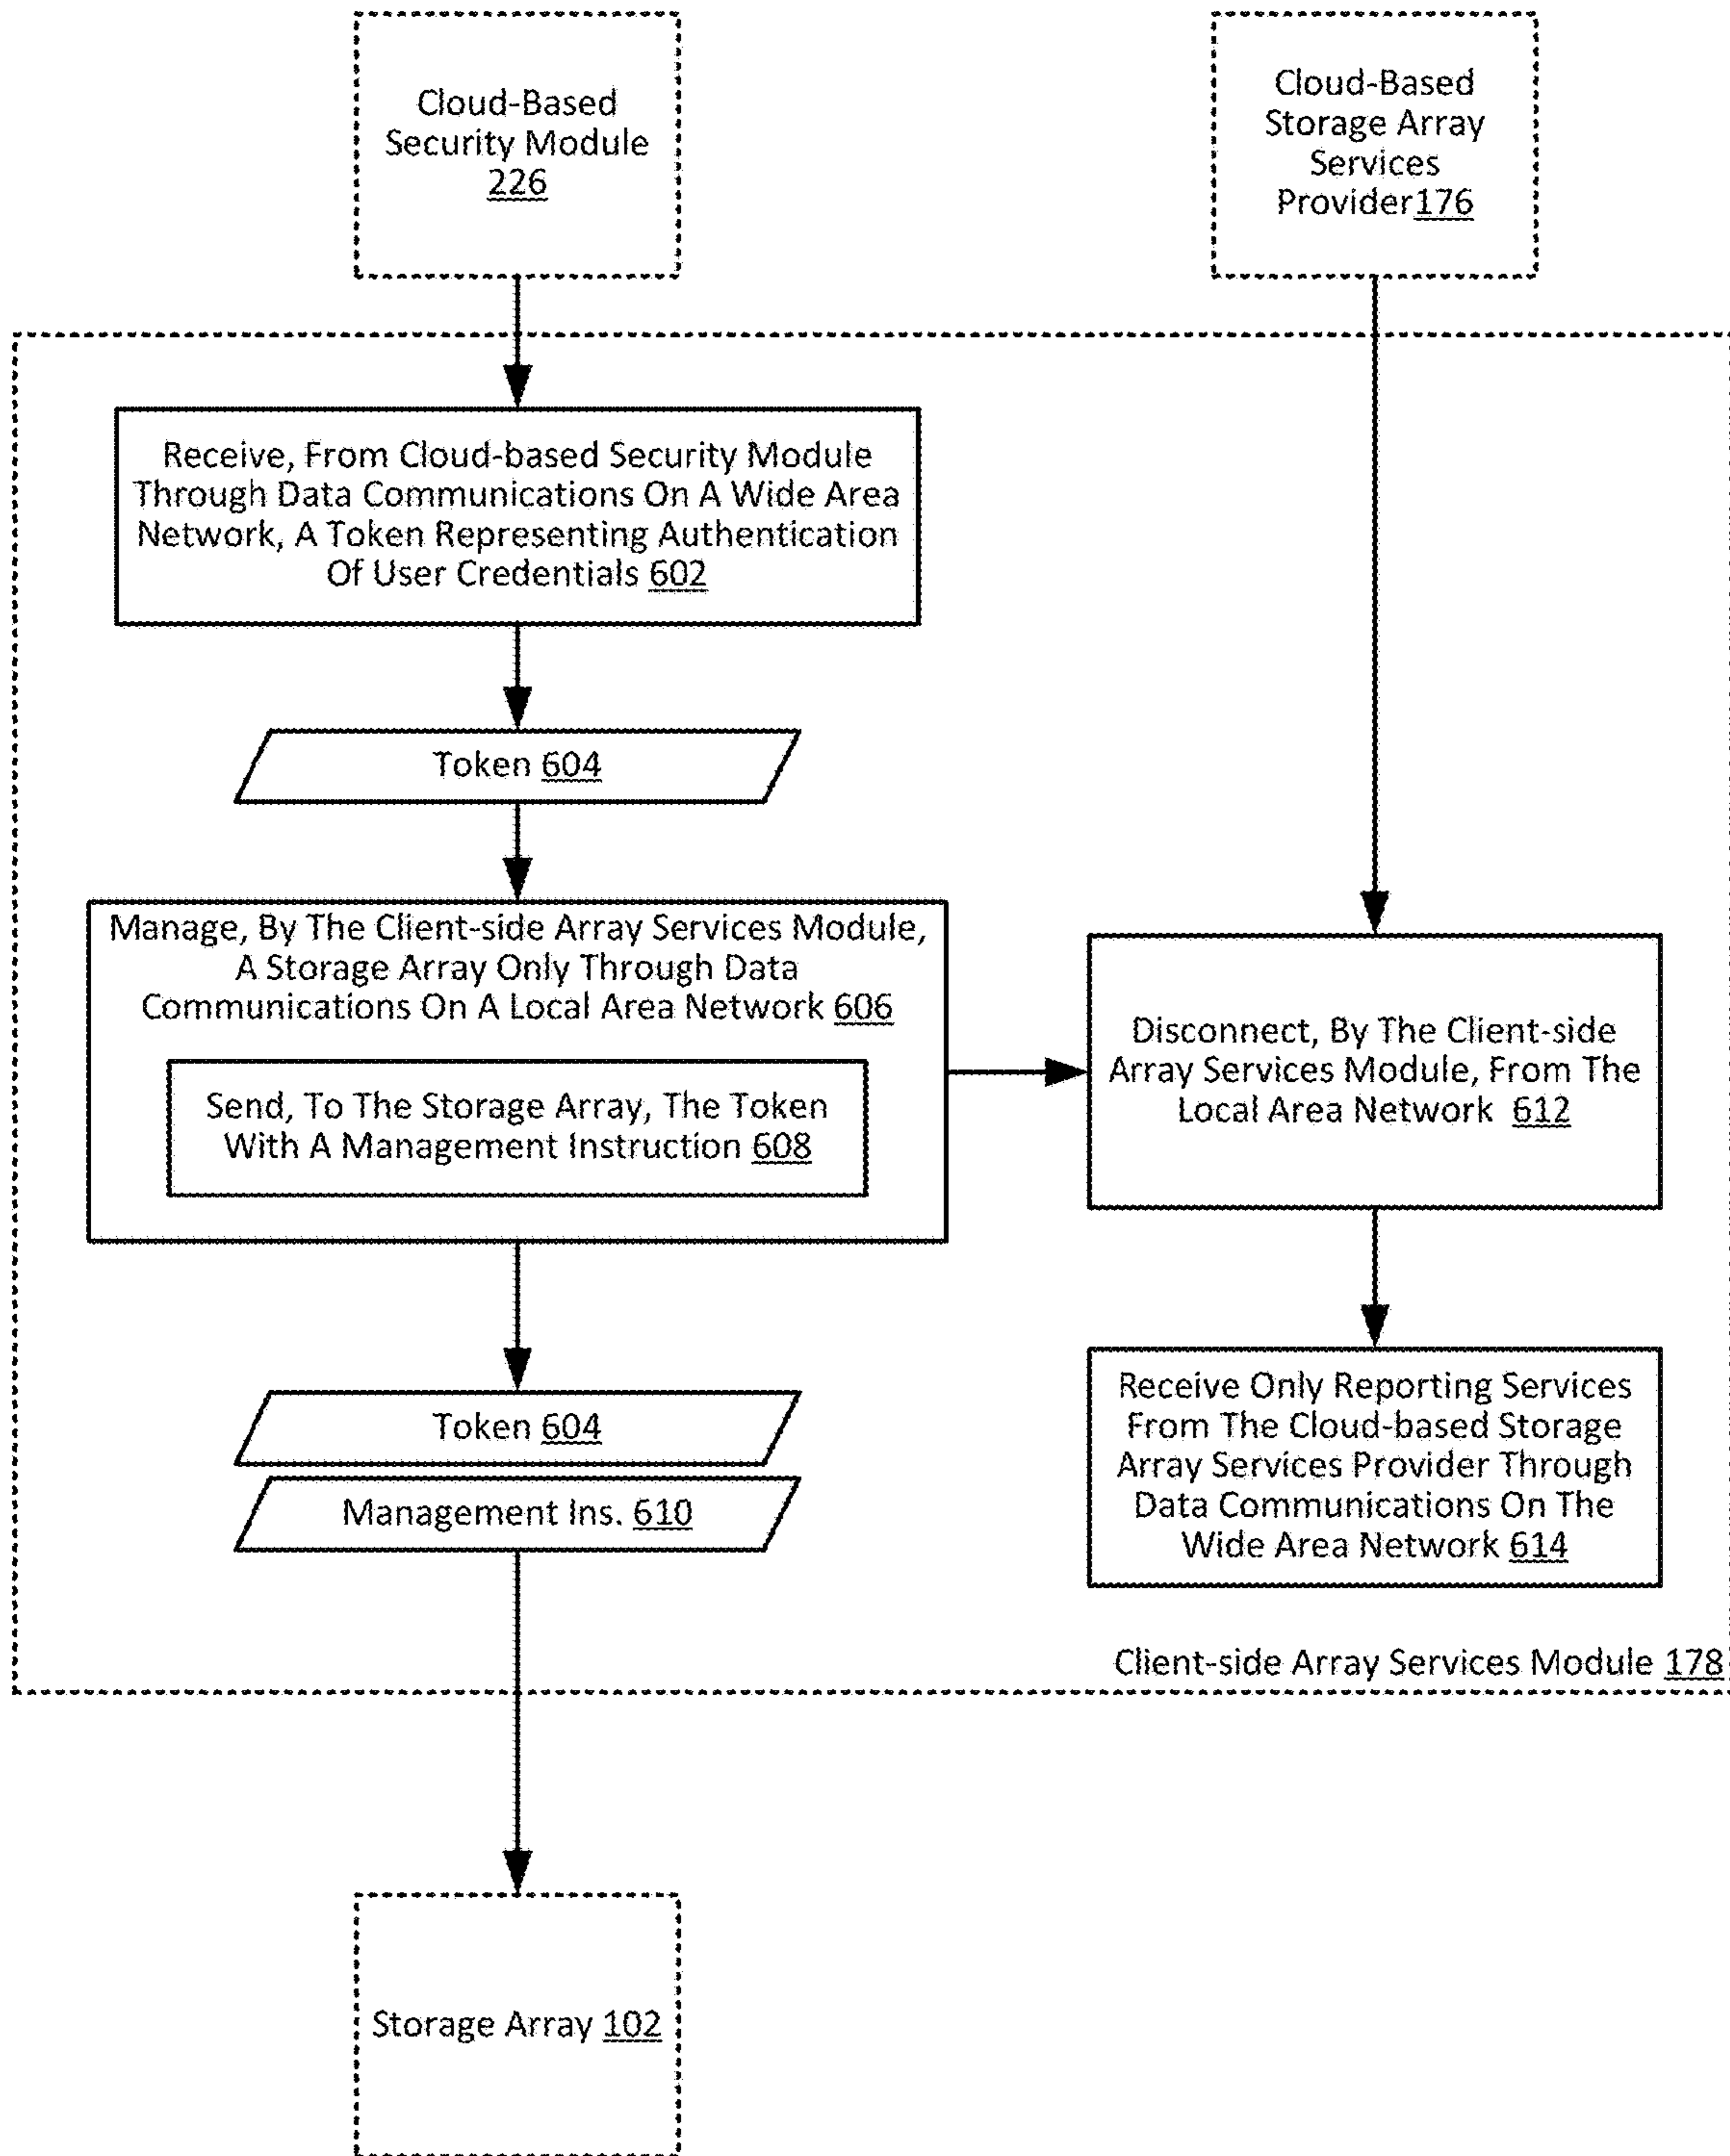 Cloud-Based
Security Module
226
Cloud-Based
Storage Array
Services
Provider176
Receive, From Cloud-based Security Module
Through Data Communications On A Wide Area
Network, A Token Representing Authentication
Of User Credentials 602
Token 604
Manage, By The Client-side Array Services Module,
A Storage Array Only Through Data
Communications On A Local Area Network 606
Send, To The Storage Array, The Token
With A Management Instruction 608
Disconnect, By The Client-side
Array Services Module, From The
Local Area Network 612
Token 604
Management Ins. 610
Receive Only Reporting Services
From The Cloud-based Storage
Array Services Provider Through
Data Communications On The
Wide Area Network 614
Client-side Array Services Module 178
Storage Array 102